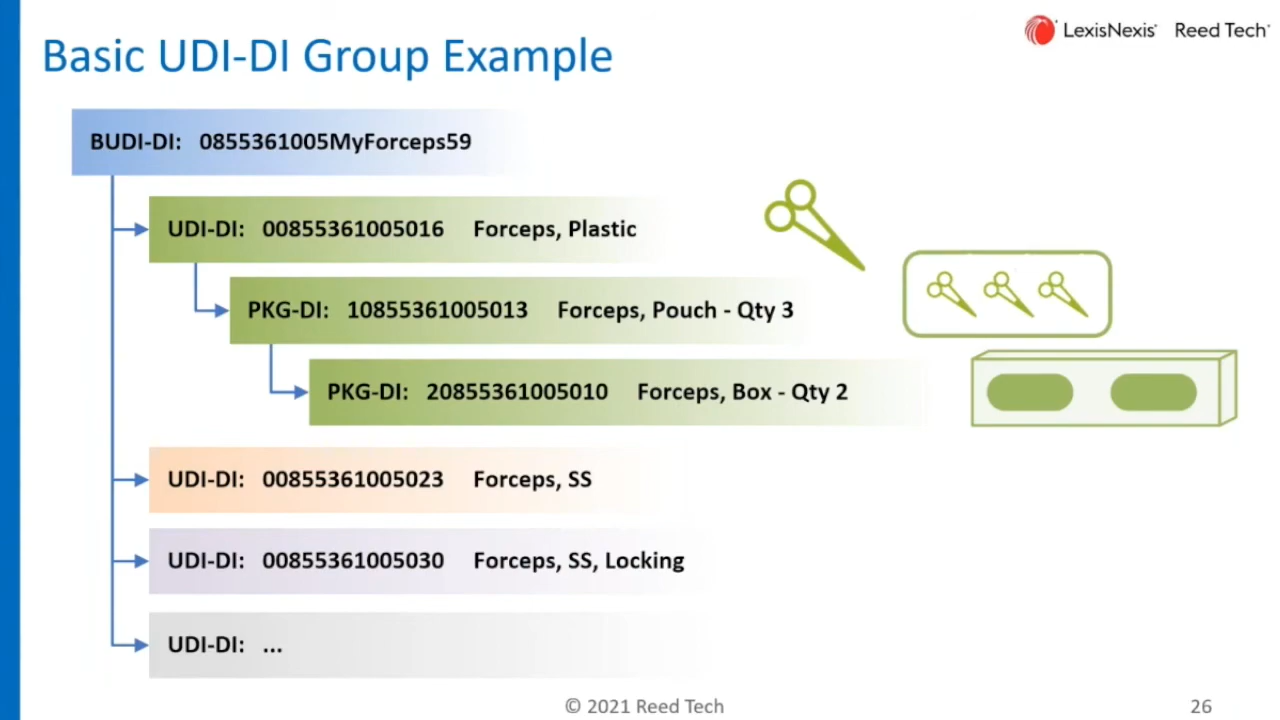 LexisNexis® Reed Tech®
Basic UDI-DI Group Example
BUDI-DI: 0855361005MyForceps59
UDI-DI: 00855361005016 Forceps, Plastic
PKG-DI: 10855361005013 Forceps, Pouch - Qty 3
PKG-DI: 20855361005010 Forceps, Box - Qty 2
UDI-DI: 00855361005023 Forceps, SS
UDI-DI: 00855361005030 Forceps, SS, Locking
UDI-DI: ...
© 2021 Reed Tech
26